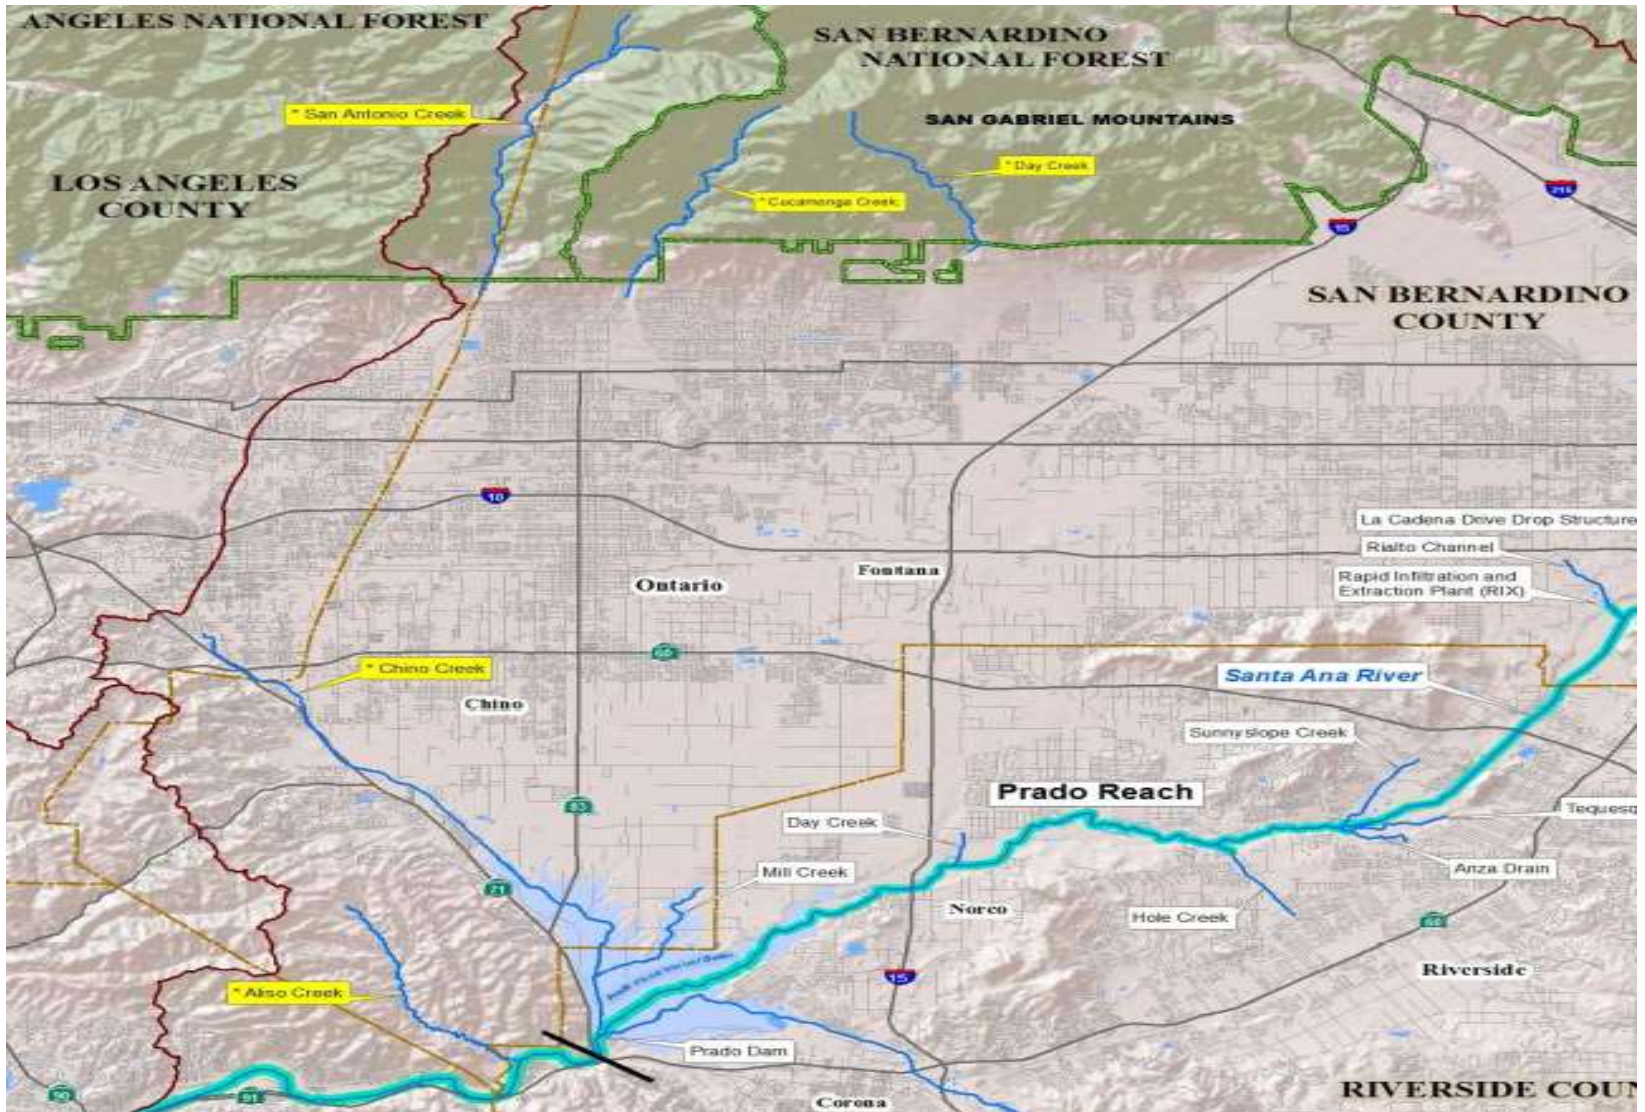 ANGELES NATIONAL FOREST
SAN BERNARDINO
NATIONAL FOREST
* San Antonio Creek
SAN GABRIEL MOUNTAINS
* Day Creek
LOS ANGELES
COUNTY
* Cucamonga Creek
215
15
SAN BERNARDINO
COUNTY
10
La Cadena Drive Drop Structure
Rialto Channel
Fontana
Ontario
Rapid Infiltration and
Extraction Plant (RIX)
60
* Chino Creek
Santa Ana River
Chino
Sunnyslope Creek
Prado Reach
83
Tequesq
Day Creek
Mill Creek
Anza Drain
71
Norco
Hole Creek
Riverside
15
* Aliso Creek
Prado Dam
90
91
Corona
RIVERSIDE COUN